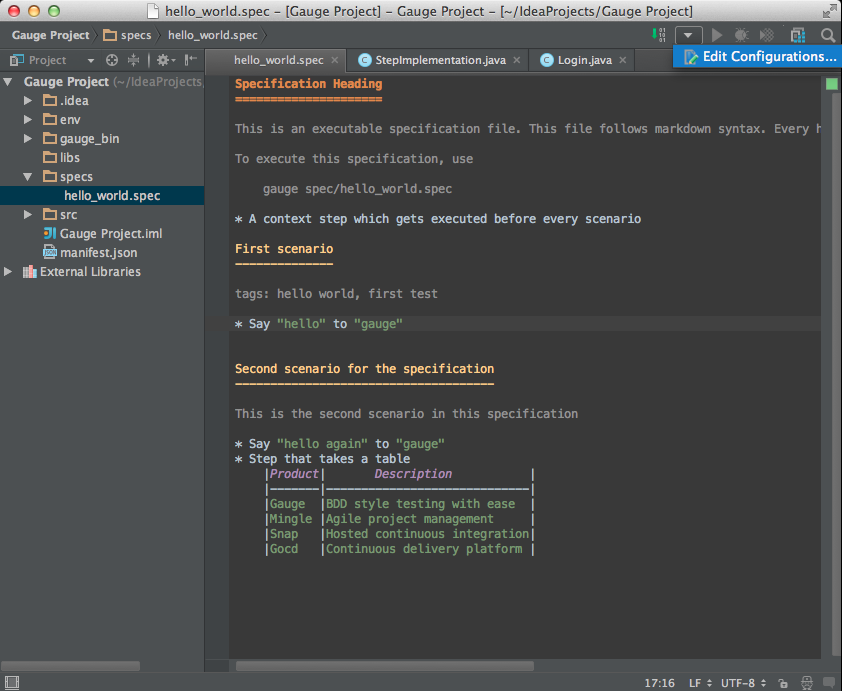 hello_world.spec - [Gauge Project] - Gauge Project - [~/IdeaProjects/Gauge Project]
Gauge Project specs hello_world.spec
Edit Configurations...
Project
hello_world.spec StepImplementation.java Login.java
Gauge Project (~/IdeaProjects
.idea
env
gauge_bin
libs
specs
hello_world.spec
src
Gauge Project.iml
manifest.json
External Libraries
Specification Heading
=====================
This is an executable specification file. This file follows markdown syntax. Every h
To execute this specification, use
gauge spec/hello_world.spec
* A context step which gets executed before every scenario
First scenario
--------------
tags: hello world, first test
* Say "hello" to "gauge"
Second scenario for the specification
-------------------------------------
This is the second scenario in this specification
* Say "hello again" to "gauge"
* Step that takes a table
|Product| Description |
|-------|-----------------------------|
|Gauge |BDD style testing with ease |
|Mingle |Agile project management |
|Snap |Hosted continuous integration|
|Gocd |Continuous delivery platform |
17:16 LF UTF-8